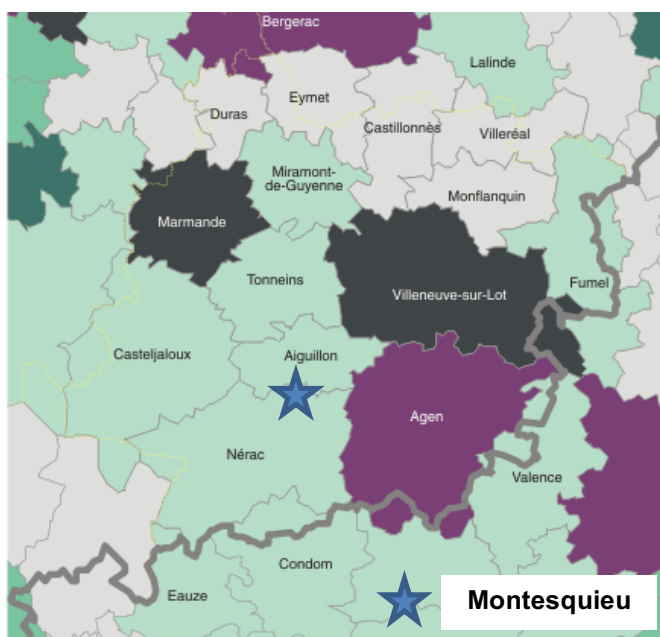 Bergerac
Lalinde
Eymet
Duras
Castillonnès
Villeréal
Miramont-
de-Guyenne
Monflanquin
Marmande
Tonneins
Villeneuve-sur-Lot
Fumel
Casteljaloux
Aiguillon
Agen
Nérac
Valence
Condom
Eauze
Montesquieu